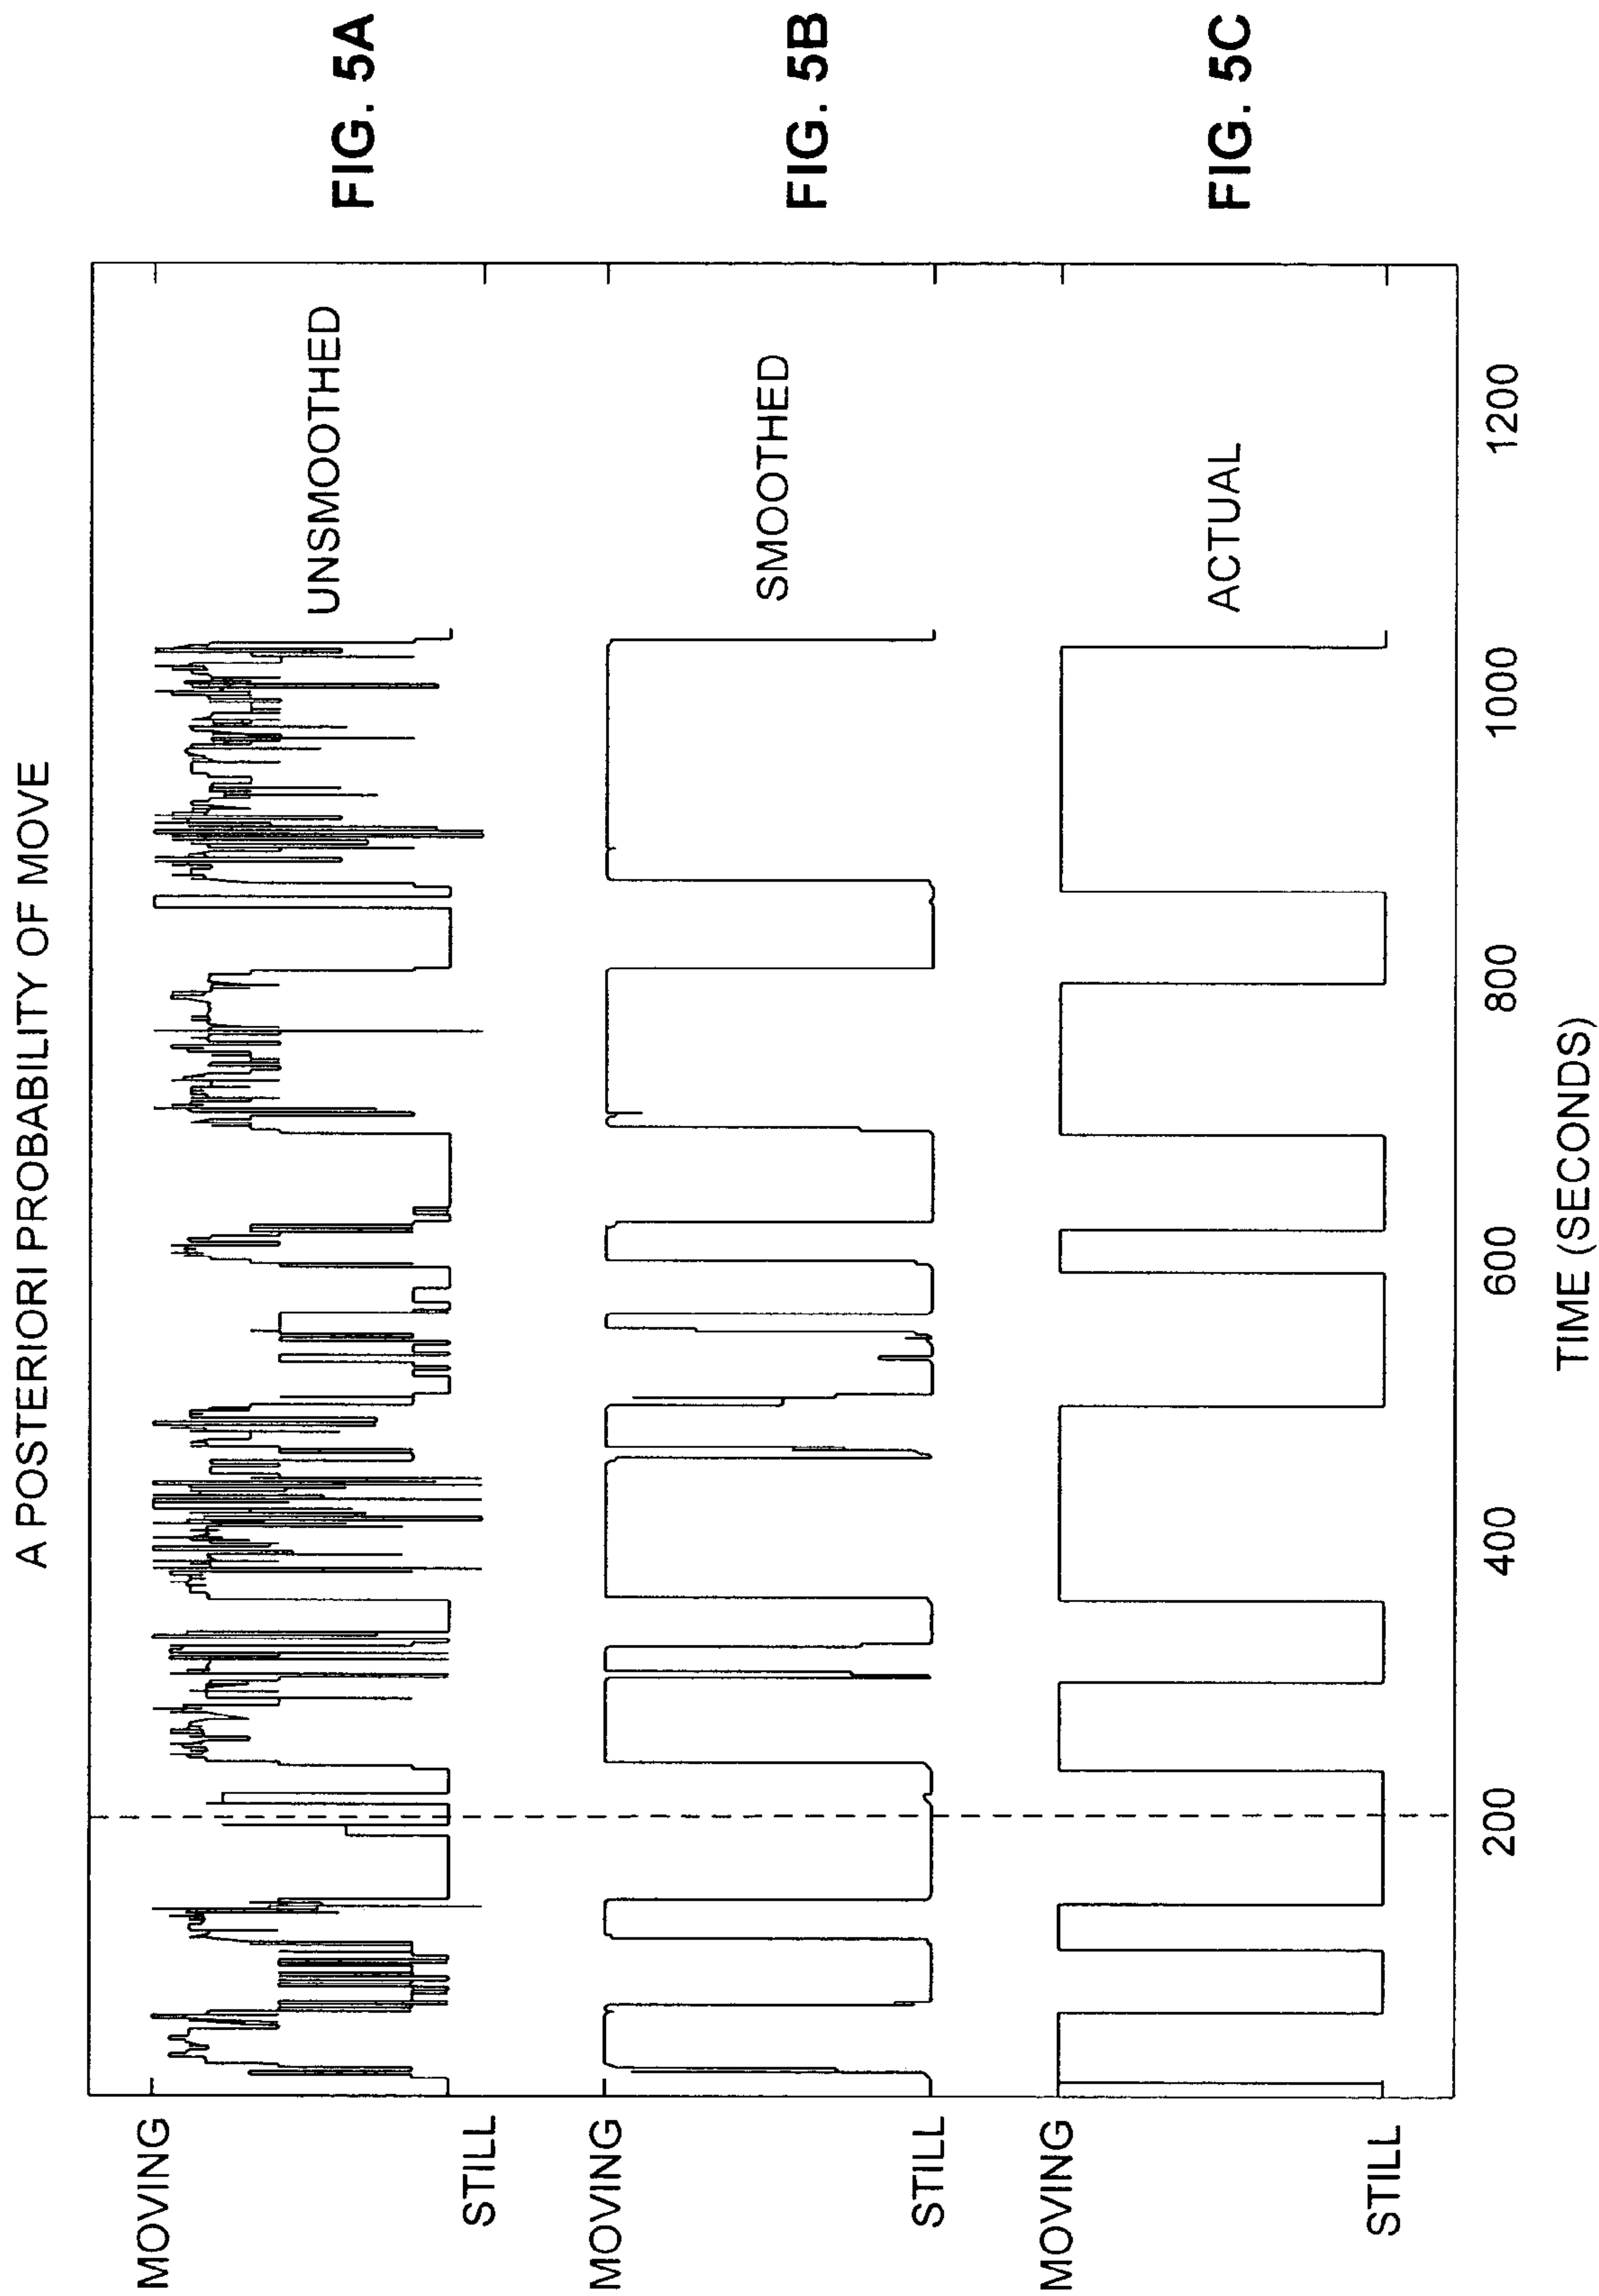 A POSTERIORI PROBABILITY OF MOVE
MOVING
STILL
UNSMOOTHED
FIG. 5A
MOVING
STILL
SMOOTHED
FIG. 5B
MOVING
STILL
ACTUAL
FIG. 5C
200 400 600 800 1000 1200
TIME (SECONDS)